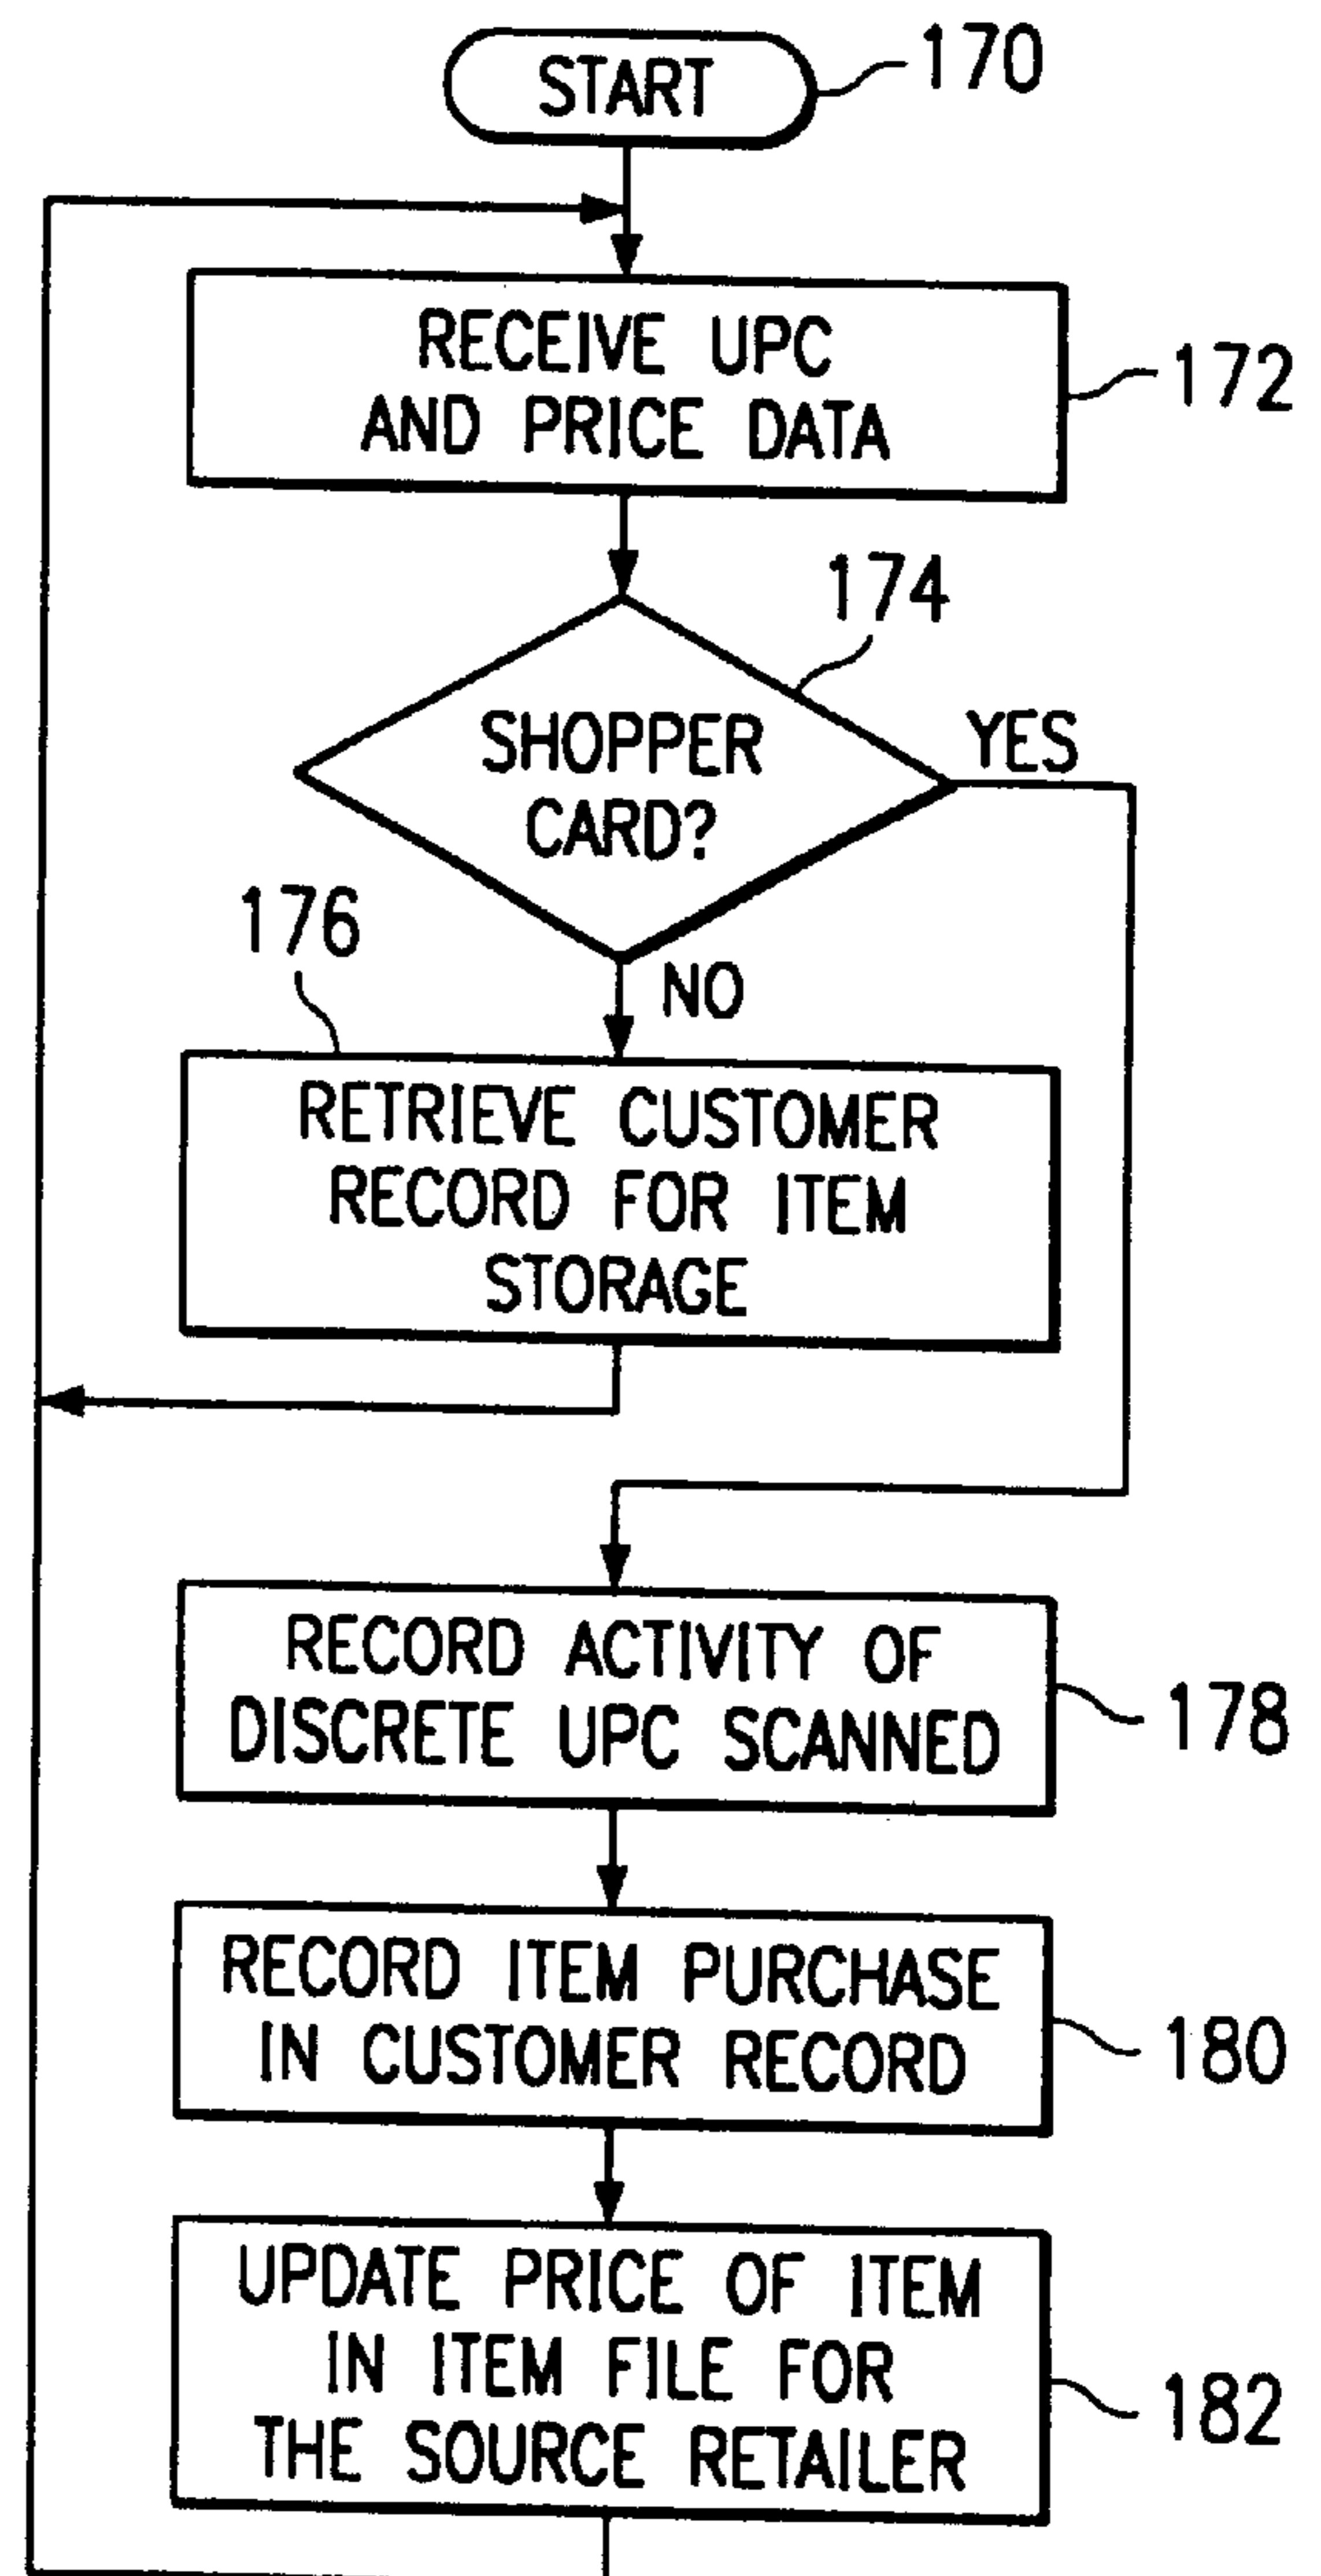 START
170
RECEIVE UPC
AND PRICE DATA
172
174
SHOPPER
CARD?
YES
NO
176
RETRIEVE CUSTOMER
RECORD FOR ITEM
STORAGE
RECORD ACTIVITY OF
DISCRETE UPC SCANNED
178
RECORD ITEM PURCHASE
IN CUSTOMER RECORD
180
UPDATE PRICE OF ITEM
IN ITEM FILE FOR
THE SOURCE RETAILER
182